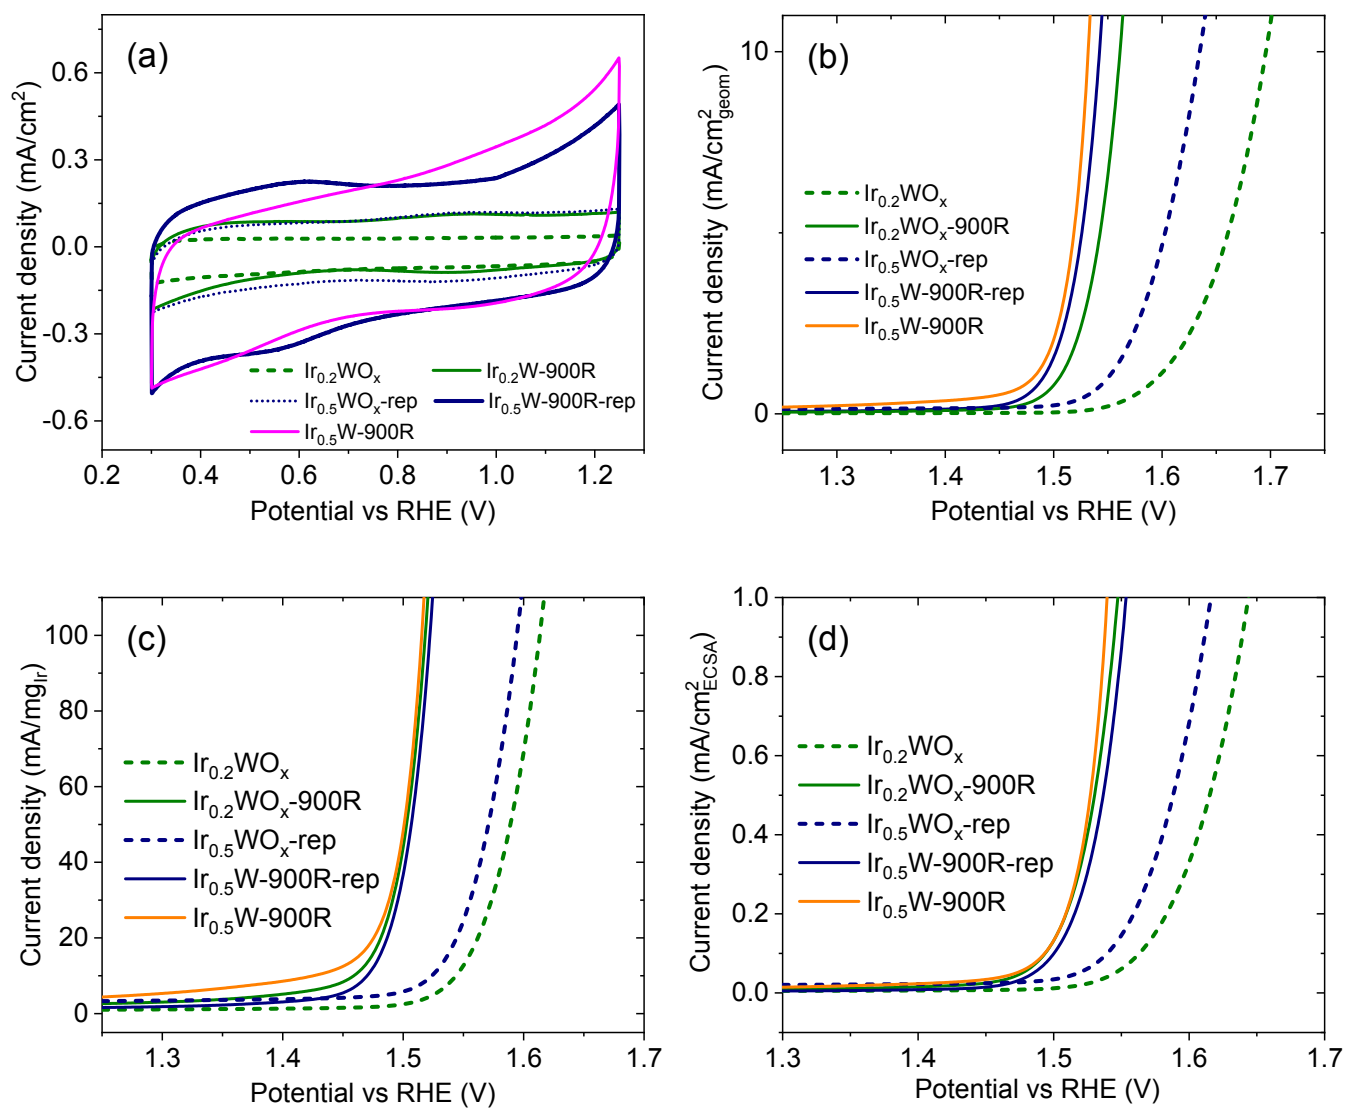 (a)
Current density (mA/cm²)
0.6
0.3
0.0
-0.3
-0.6
Ir₀.₂WOₓ
Ir₀.₂W-900R
Ir₀.₅WOₓ-rep
Ir₀.₅W-900R-rep
Ir₀.₅W-900R
0.2 0.4 0.6 0.8 1.0 1.2
Potential vs RHE (V)
(b)
Current density (mA/cm²geom)
10
0
Ir₀.₂WOₓ
Ir₀.₂WOₓ-900R
Ir₀.₅WOₓ-rep
Ir₀.₅W-900R-rep
Ir₀.₅W-900R
1.3 1.4 1.5 1.6 1.7
Potential vs RHE (V)
(c)
Current density (mA/mgIr)
100
80
60
40
20
0
Ir₀.₂WOₓ
Ir₀.₂WOₓ-900R
Ir₀.₅WOₓ-rep
Ir₀.₅W-900R-rep
Ir₀.₅W-900R
1.3 1.4 1.5 1.6 1.7
Potential vs RHE (V)
(d)
Current density (mA/cm²ECSA)
1.0
0.8
0.6
0.4
0.2
0.0
Ir₀.₂WOₓ
Ir₀.₂WOₓ-900R
Ir₀.₅WOₓ-rep
Ir₀.₅W-900R-rep
Ir₀.₅W-900R
1.3 1.4 1.5 1.6 1.7
Potential vs RHE (V)